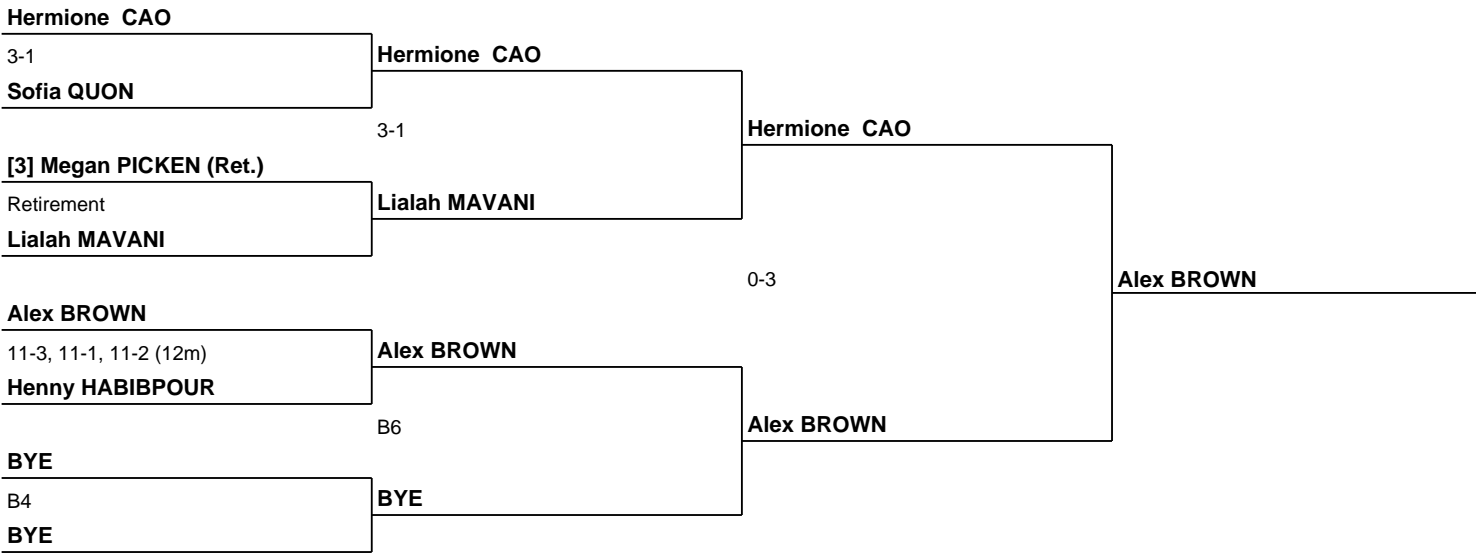 Hermione  CAO
3-1
Hermione  CAO
Sofia QUON
3-1
Hermione  CAO
[3] Megan PICKEN (Ret.)
Retirement
Lialah MAVANI
Lialah MAVANI
0-3
Alex BROWN
Alex BROWN
11-3, 11-1, 11-2 (12m)
Alex BROWN
Henny HABIBPOUR
B6
Alex BROWN
BYE
B4
BYE
BYE